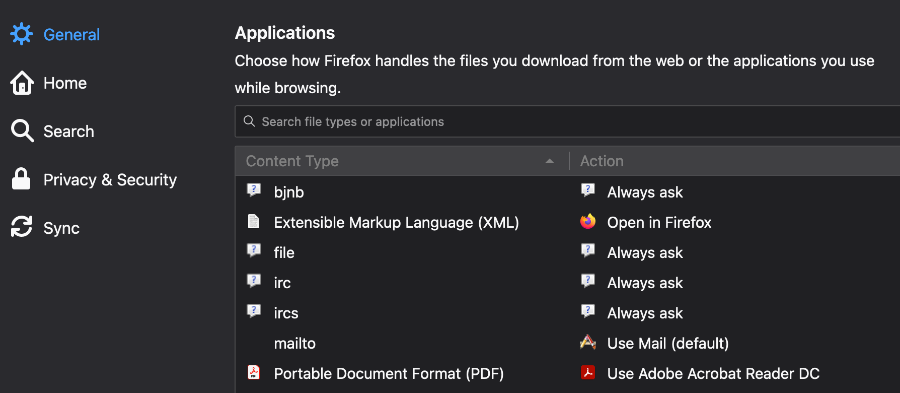 General
Home
Search
Privacy & Security
Sync
Applications
Choose how Firefox handles the files you download from the web or the applications you use
while browsing.
Search file types or applications
Content Type Action
bjnb Always ask
Extensible Markup Language (XML) Open in Firefox
file Always ask
irc Always ask
ircs Always ask
mailto Use Mail (default)
Portable Document Format (PDF) Use Adobe Acrobat Reader DC